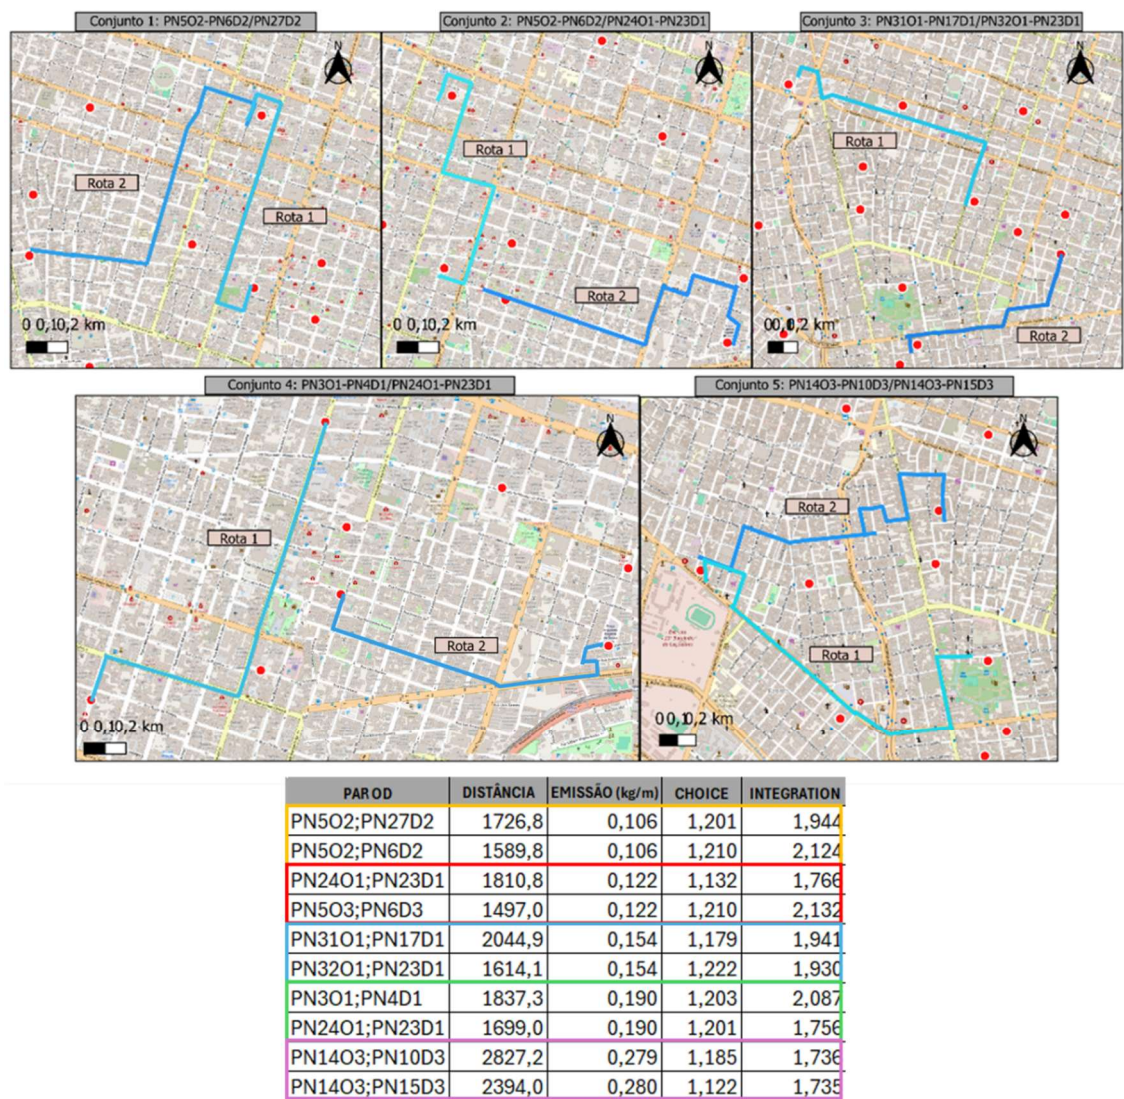 Conjunto 1: PN5O2-PN6D2/PN27D2
Conjunto 2: PN5O2-PN6D2/PN24O1-PN23D1
Conjunto 3: PN31O1-PN17D1/PN32O1-PN23D1
N
N
N
Rota 2
Rota 1
0 0,10,2 km
Rota 1
Rota 2
0 0,10,2 km
Rota 1
Rota 2
Conjunto 4: PN3O1-PN4D1/PN24O1-PN23D1
Conjunto 5: PN14O3-PN10D3/PN14O3-PN15D3
N
N
Rota 1
Rota 2
0 0,10,2 km
Rota 2
Rota 1
PAR OD DISTÂNCIA EMISSÃO (kg/m) CHOICE INTEGRATION
PN5O2;PN27D2 1726,8 0,106 1,201 1,944
PN5O2;PN6D2 1589,8 0,106 1,210 2,124
PN24O1;PN23D1 1810,8 0,122 1,132 1,766
PN5O3;PN6D3 1497,0 0,122 1,210 2,132
PN31O1;PN17D1 2044,9 0,154 1,179 1,941
PN32O1;PN23D1 1614,1 0,154 1,222 1,930
PN3O1;PN4D1 1837,3 0,190 1,203 2,087
PN24O1;PN23D1 1699,0 0,190 1,201 1,756
PN14O3;PN10D3 2827,2 0,279 1,185 1,736
PN14O3;PN15D3 2394,0 0,280 1,122 1,735